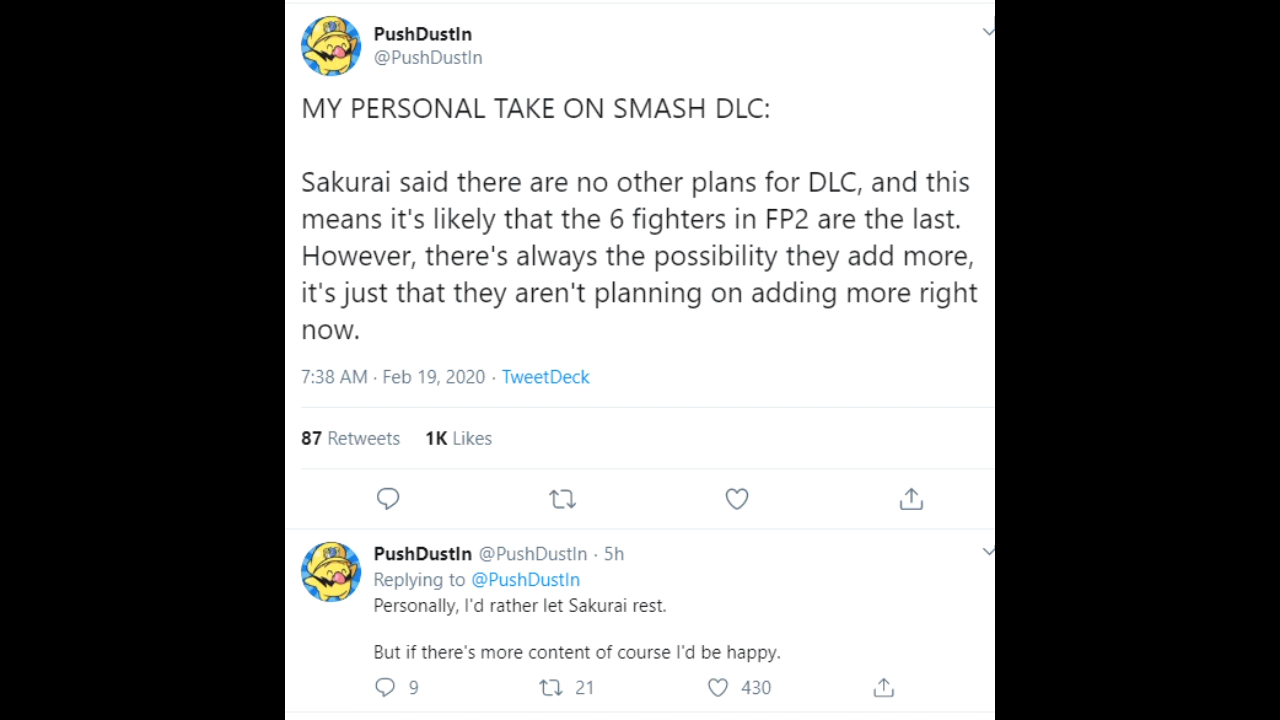 PushDustIn
@PushDustIn
MY PERSONAL TAKE ON SMASH DLC:
Sakurai said there are no other plans for DLC, and this
means it's likely that the 6 fighters in FP2 are the last.
However, there's always the possibility they add more,
it's just that they aren't planning on adding more right
now.
7:38 AM · Feb 19, 2020 · TweetDeck
87 Retweets 1K Likes
PushDustIn @PushDustIn · 5h
Replying to @PushDustIn
Personally, I'd rather let Sakurai rest.
But if there's more content of course I'd be happy.
9 21 430